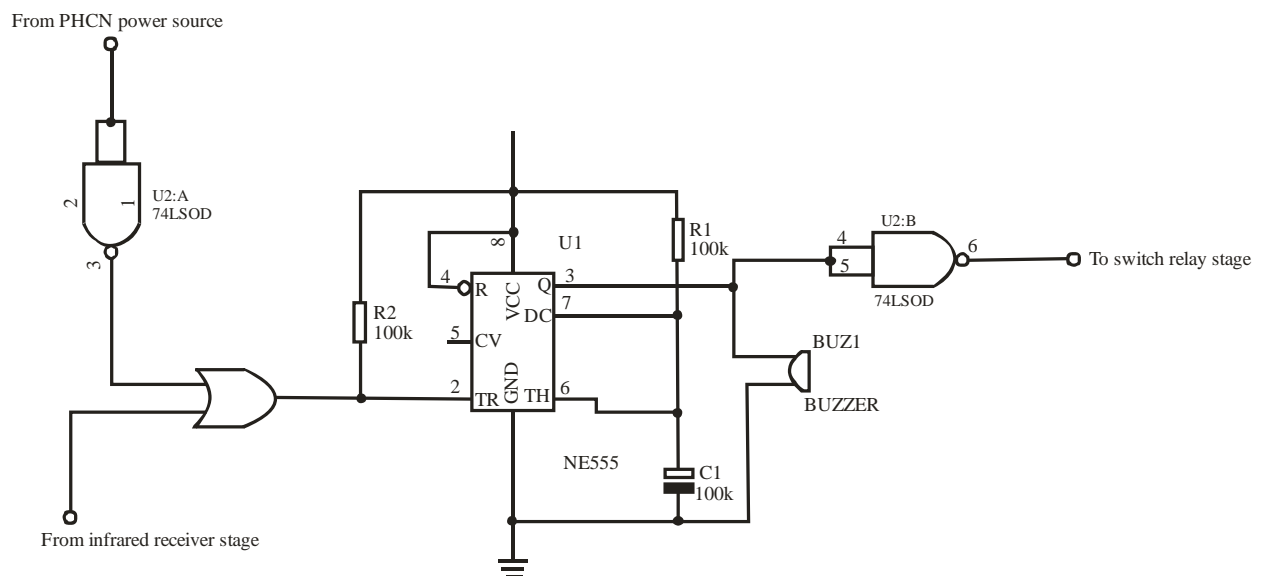 From PHCN power source
2
1
U2:A
74LSOD
3
8
U1
R1
100k
4
R
VCC
Q
3
7
DC
R2
100k
5
CV
GND
2
TR
TH
6
NE555
C1
100k
4
5
U2:B
6
74LSOD
To switch relay stage
BUZ1
BUZZER
From infrared receiver stage